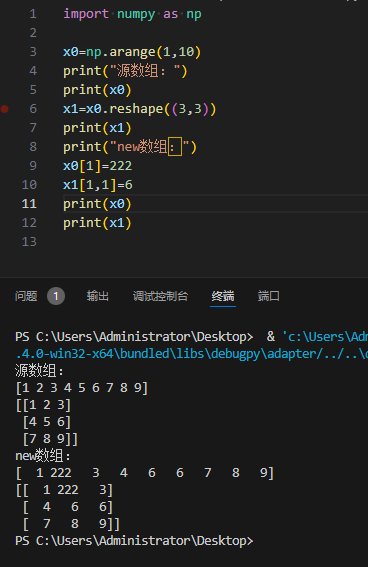 1 import numpy as np
2
3 x0=np.arange(1,10)
4 print("源数组：")
5 print(x0)
6 x1=x0.reshape((3,3))
7 print(x1)
8 print("new数组：")
9 x0[1]=222
10 x1[1,1]=6
11 print(x0)
12 print(x1)
13
问题 1 输出 调试控制台 终端 端口
PS C:\Users\Administrator\Desktop> & 'c:\Users\Adm
.4.0-win32-x64\bundled\libs\debugpy\adapter/../..\
源数组：
[1 2 3 4 5 6 7 8 9]
[[1 2 3]
 [4 5 6]
 [7 8 9]]
new数组：
[  1 222   3   4   6   6   7   8   9]
[[  1 222   3]
 [  4   6   6]
 [  7   8   9]]
PS C:\Users\Administrator\Desktop>